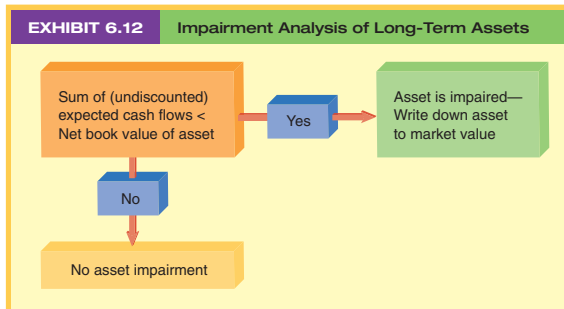 EXHIBIT 6.12 Impairment Analysis of Long-Term Assets
Sum of (undiscounted)
expected cash flows <
Net book value of asset
Yes
Asset is impaired—
Write down asset
to market value
No
No asset impairment